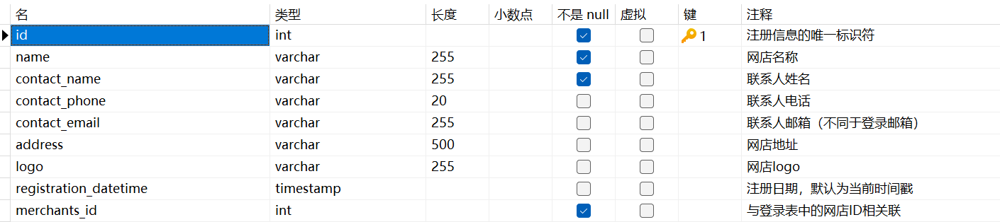 名 类型 长度 小数点 不是 null 虚拟 键 注释
id int 1 注册信息的唯一标识符
name varchar 255 网店名称
contact_name varchar 255 联系人姓名
contact_phone varchar 20 联系人电话
contact_email varchar 255 联系人邮箱（不同于登录邮箱）
address varchar 500 网店地址
logo varchar 255 网店logo
registration_datetime timestamp 注册日期，默认为当前时间戳
merchants_id int 与登录表中的网店ID相关联